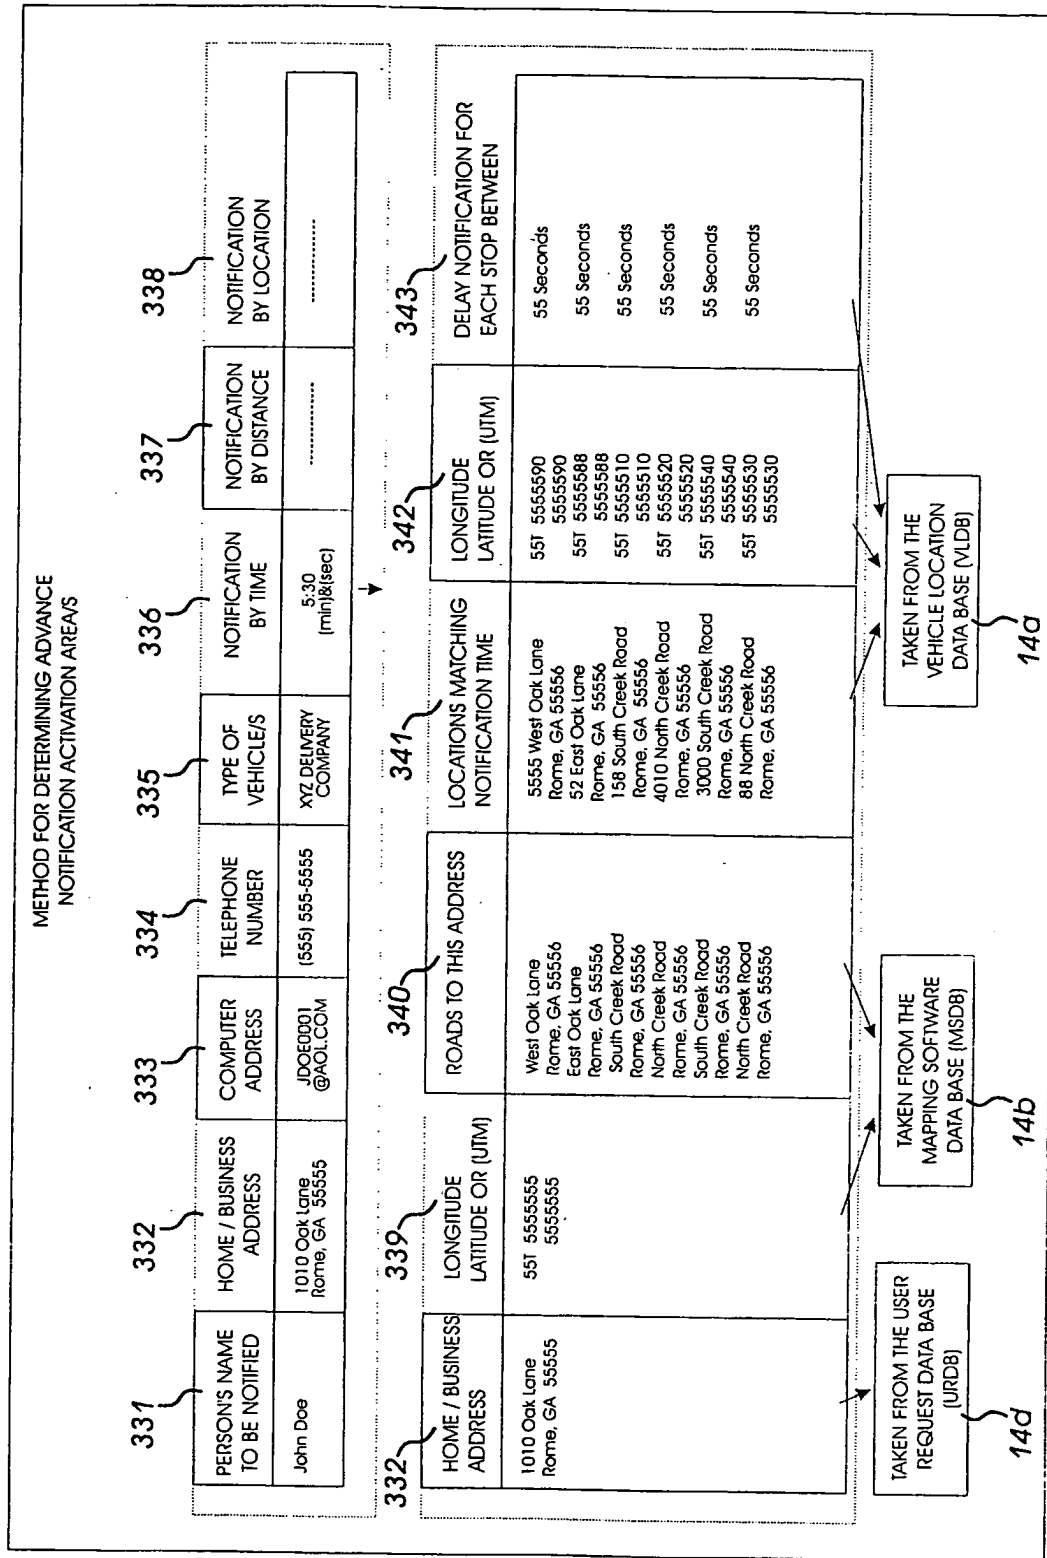 METHOD FOR DETERMINING ADVANCE
NOTIFICATION ACTIVATION AREA/S
331
332
333
334
335
336
337
338
PERSON'S NAME
TO BE NOTIFIED
HOME / BUSINESS
ADDRESS
COMPUTER
ADDRESS
TELEPHONE
NUMBER
TYPE OF
VEHICLE/S
NOTIFICATION
BY TIME
NOTIFICATION
BY DISTANCE
NOTIFICATION
BY LOCATION
John Doe
1010 Oak Lane
Rome, GA 55555
JDOE0001
@AOL.COM
(555) 555-5555
XYZ DELIVERY
COMPANY
5:30
(min)&(sec)
---------------
---------------
332
339
340
341
342
343
HOME / BUSINESS
ADDRESS
LONGITUDE
LATITUDE OR (UTM)
ROADS TO THIS ADDRESS
LOCATIONS MATCHING
NOTIFICATION TIME
LONGITUDE
LATITUDE OR (UTM)
DELAY NOTIFICATION FOR
EACH STOP BETWEEN
1010 Oak Lane
Rome, GA 55555
55T 5555555
5555555
West Oak Lane
Rome, GA 55556
East Oak Lane
Rome, GA 55556
South Creek Road
Rome, GA 55556
North Creek Road
Rome, GA 55556
South Creek Road
Rome, GA 55556
North Creek Road
Rome, GA 55556
5555 West Oak Lane
Rome, GA 55556
52 East Oak Lane
Rome, GA 55556
158 South Creek Road
Rome, GA 55556
4010 North Creek Road
Rome, GA 55556
3000 South Creek Road
Rome, GA 55556
88 North Creek Road
Rome, GA 55556
55T 5555590
5555590
55T 5555588
5555588
55T 5555510
5555510
55T 5555520
5555520
55T 5555540
5555540
55T 5555530
5555530
55 Seconds
55 Seconds
55 Seconds
55 Seconds
55 Seconds
55 Seconds
TAKEN FROM THE USER
REQUEST DATA BASE
(URDB)
14d
TAKEN FROM THE
MAPPING SOFTWARE
DATA BASE (MSDB)
14b
TAKEN FROM THE
VEHICLE LOCATION
DATA BASE (VLDB)
14a